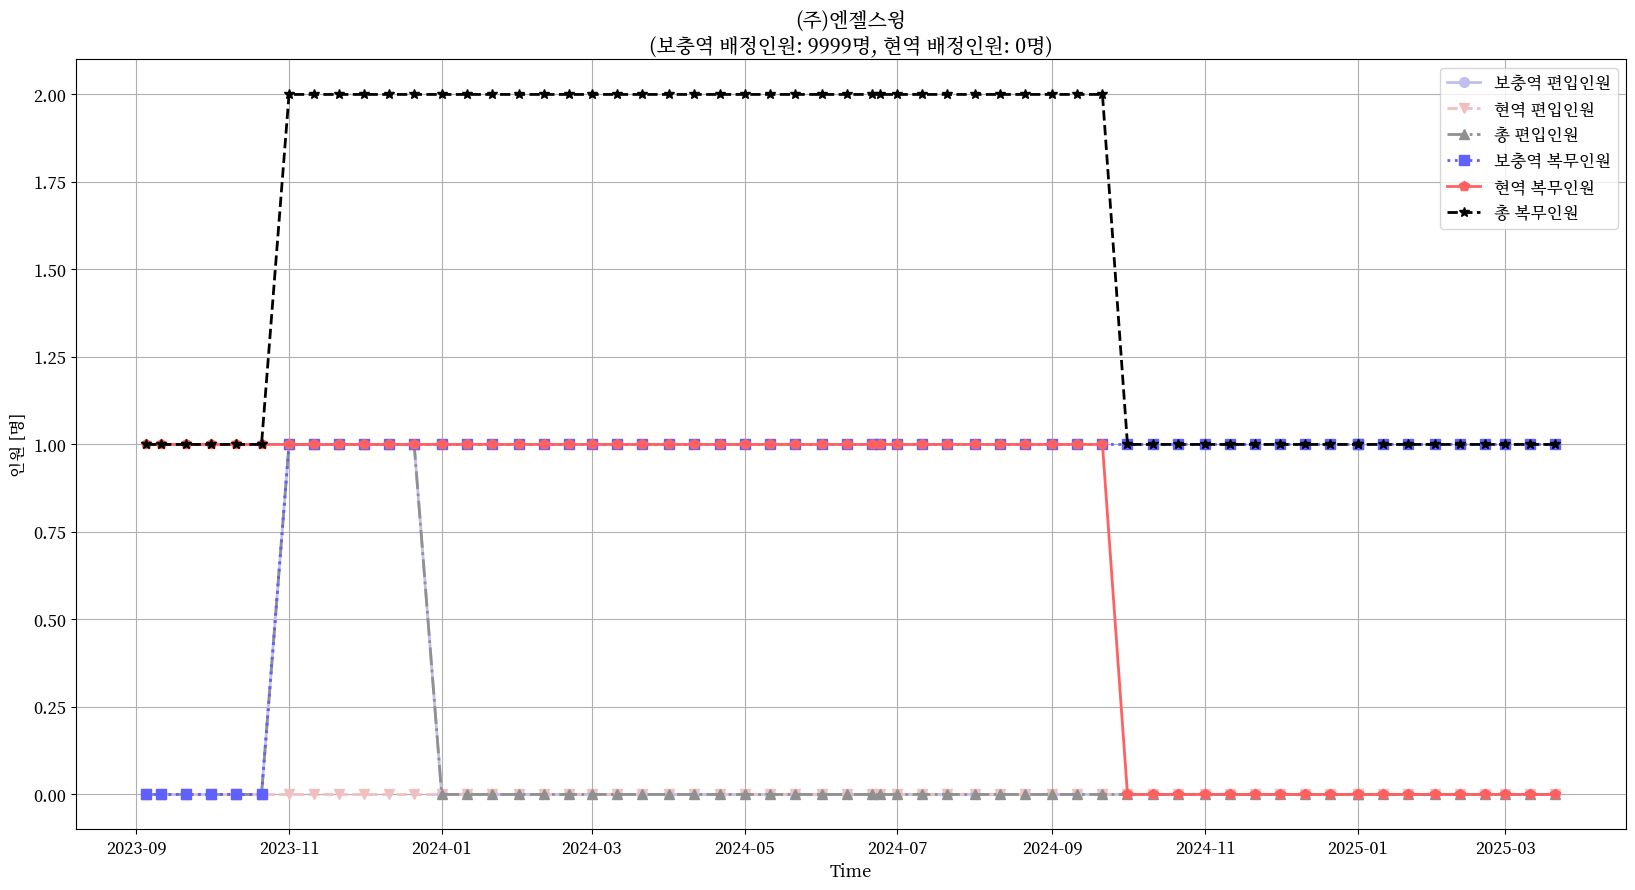 (주)엔젤스윙
(보충역 배정인원: 9999명, 현역 배정인원: 0명)
보충역 편입인원
현역 편입인원
총 편입인원
보충역 복무인원
현역 복무인원
총 복무인원
인원 [명]
2.00
1.75
1.50
1.25
1.00
0.75
0.50
0.25
0.00
2023-09
2023-11
2024-01
2024-03
2024-05
2024-07
2024-09
2024-11
2025-01
2025-03
Time